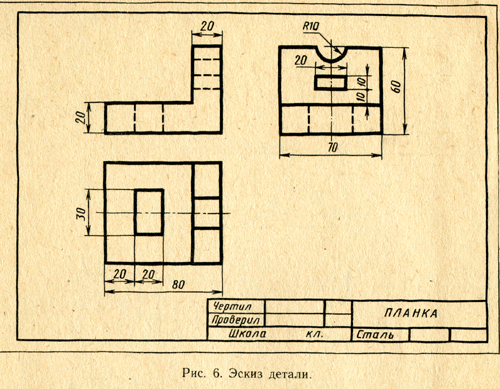 20
R10
20
10
10
60
20
70
30
20
20
80
Чертил
Проверил
ПЛАНКА
Школа кл.
Сталь
Рис. 6. Эскиз детали.